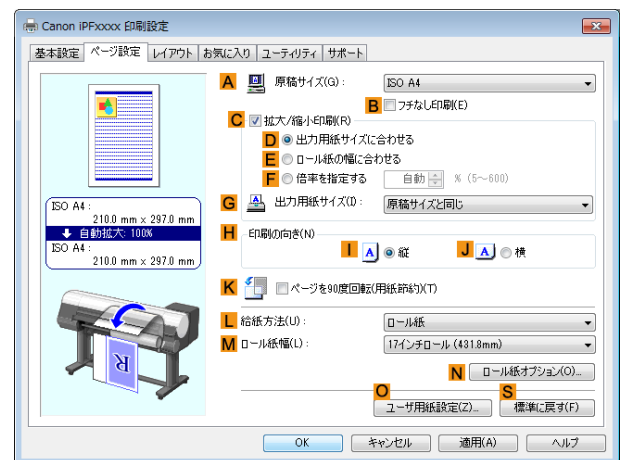 Canon iPFxxxx 印刷設定
基本設定 ページ設定 レイアウト お気に入り ユーティリティ サポート
A 原稿サイズ(G): ISO A4
B フチなし印刷(E)
C 拡大/縮小印刷(R)
D 出力用紙サイズに合わせる
E ロール紙の幅に合わせる
F 倍率を指定する 自動 % (5～600)
G 出力用紙サイズ(I): 原稿サイズと同じ
ISO A4 :
210.0 mm x 297.0 mm
自動拡大: 100%
ISO A4 :
210.0 mm x 297.0 mm
H 印刷の向き(N)
I A 縦 J A 横
K ページを90度回転(用紙節約)(T)
L 給紙方法(U): ロール紙
M ロール紙幅(L): 17インチロール (431.8mm)
R
N ロール紙オプション(O)...
O S
ユーザ用紙設定(Z)... 標準に戻す(F)
OK キャンセル 適用(A) ヘルプ